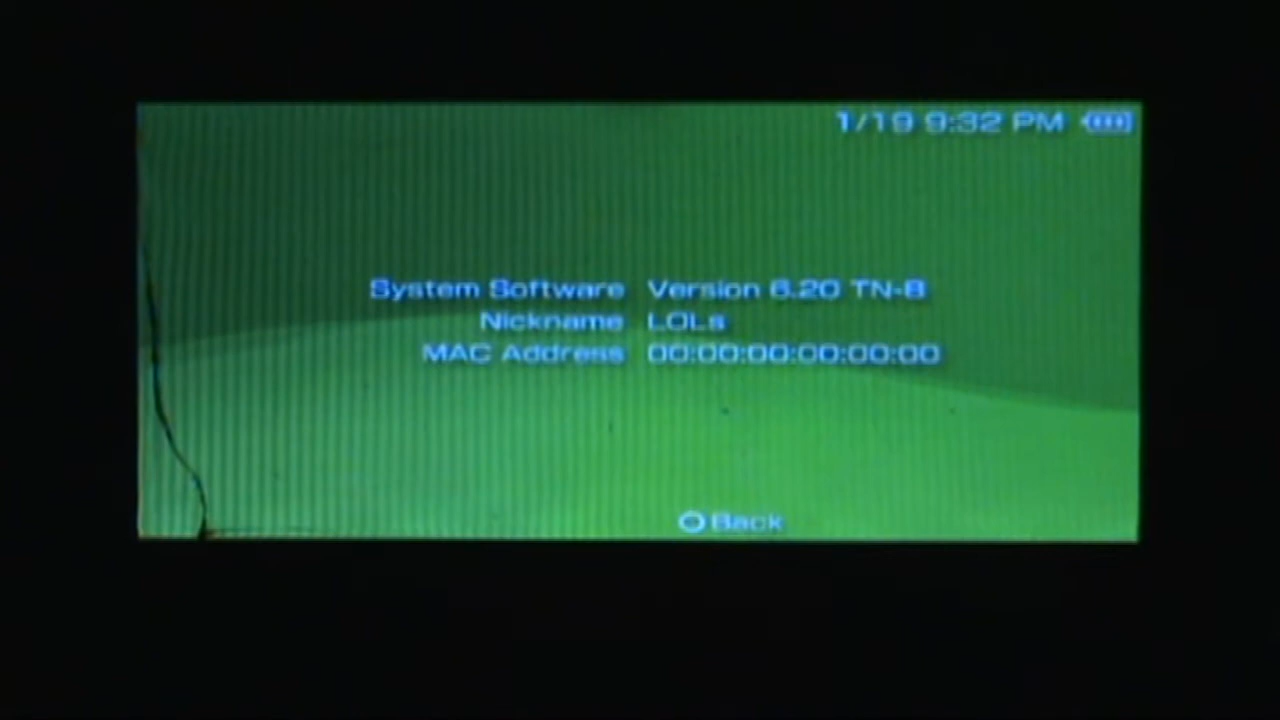 1/19 9:32 PM
System Software Version 6.20 TN-B
Nickname LOLs
MAC Address 00:00:00:00:00:00
Back